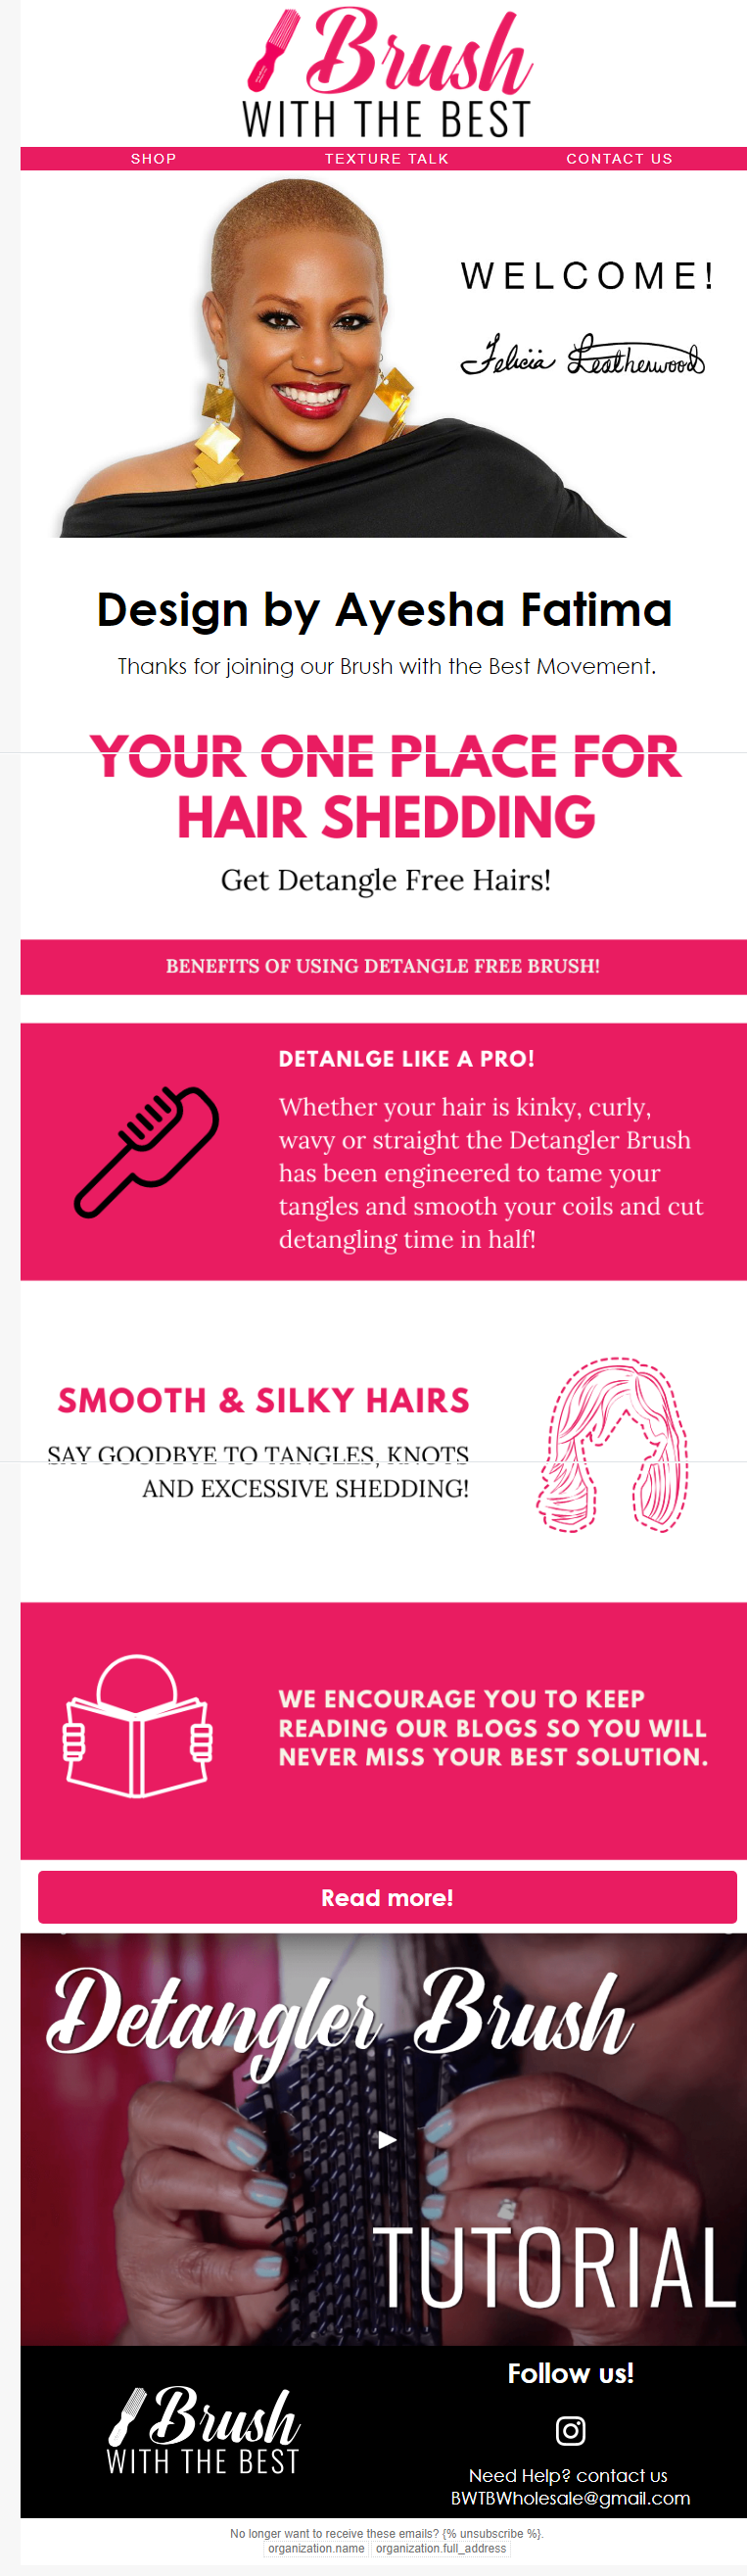 Brush
WITH THE BEST
SHOP TEXTURE TALK CONTACT US
WELCOME!
Felicia Leatherwood
Design by Ayesha Fatima
Thanks for joining our Brush with the Best Movement.
YOUR ONE PLACE FOR
HAIR SHEDDING
Get Detangle Free Hairs!
BENEFITS OF USING DETANGLE FREE BRUSH!
DETANLGE LIKE A PRO!
Whether your hair is kinky, curly,
wavy or straight the Detangler Brush
has been engineered to tame your
tangles and smooth your coils and cut
detangling time in half!
SMOOTH & SILKY HAIRS
SAY GOODBYE TO TANGLES, KNOTS
AND EXCESSIVE SHEDDING!
WE ENCOURAGE YOU TO KEEP
READING OUR BLOGS SO YOU WILL
NEVER MISS YOUR BEST SOLUTION.
Read more!
Detangler Brush
TUTORIAL
Brush
WITH THE BEST
Follow us!
Need Help? contact us
BWTBWholesale@gmail.com
No longer want to receive these emails? {% unsubscribe %}.
organization.name organization.full_address